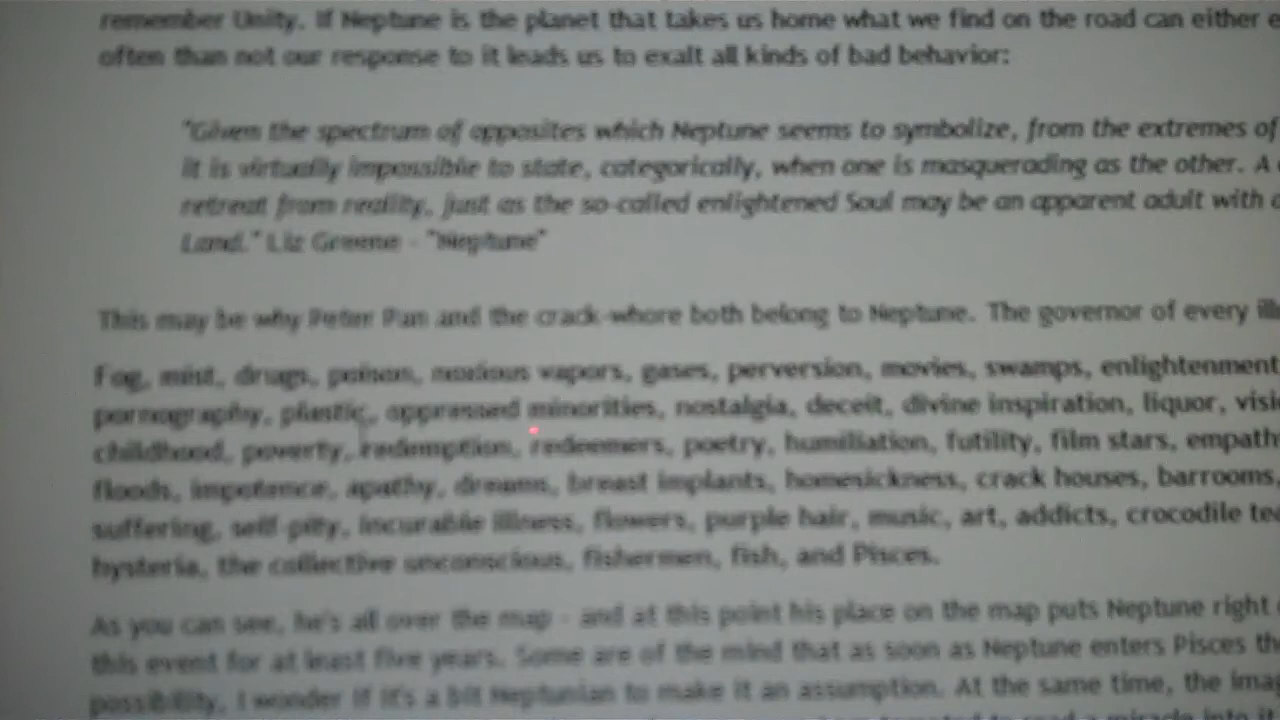 remember Unity. If Neptune is the planet that takes us home what we find on the road can either
often than not our response to it leads us to exalt all kinds of bad behavior:
"Given the spectrum of opposites which Neptune seems to symbolize, from the extremes of
it is virtually impossible to state, categorically, when one is masquerading as the other. A
retreat from reality, just as the so-called enlightened Soul may be an apparent adult with
Land." Liz Greene - "Neptune"
This may be why Peter Pan and the crack-whore both belong to Neptune. The governor of every
Fog, mist, drugs, poison, noxious vapors, gases, perversion, movies, swamps, enlightenment
pornography, plastic, oppressed minorities, nostalgia, deceit, divine inspiration, liquor,
childhood, poverty, redemption, redeemers, poetry, humiliation, futility, film stars,
floods, impotence, apathy, dreams, breast implants, homesickness, crack houses, barrooms,
suffering, self-pity, incurable illness, flowers, purple hair, music, art, addicts, crocodile
hysteria, the collective unconscious, fishermen, fish, and Pisces.
As you can see, he's all over the map - and at this point his place on the map puts Neptune right
this event for at least five years. Some are of the mind that as soon as Neptune enters Pisces
possibility, I wonder if it's a bit Neptunian to make it an assumption. At the same time, the